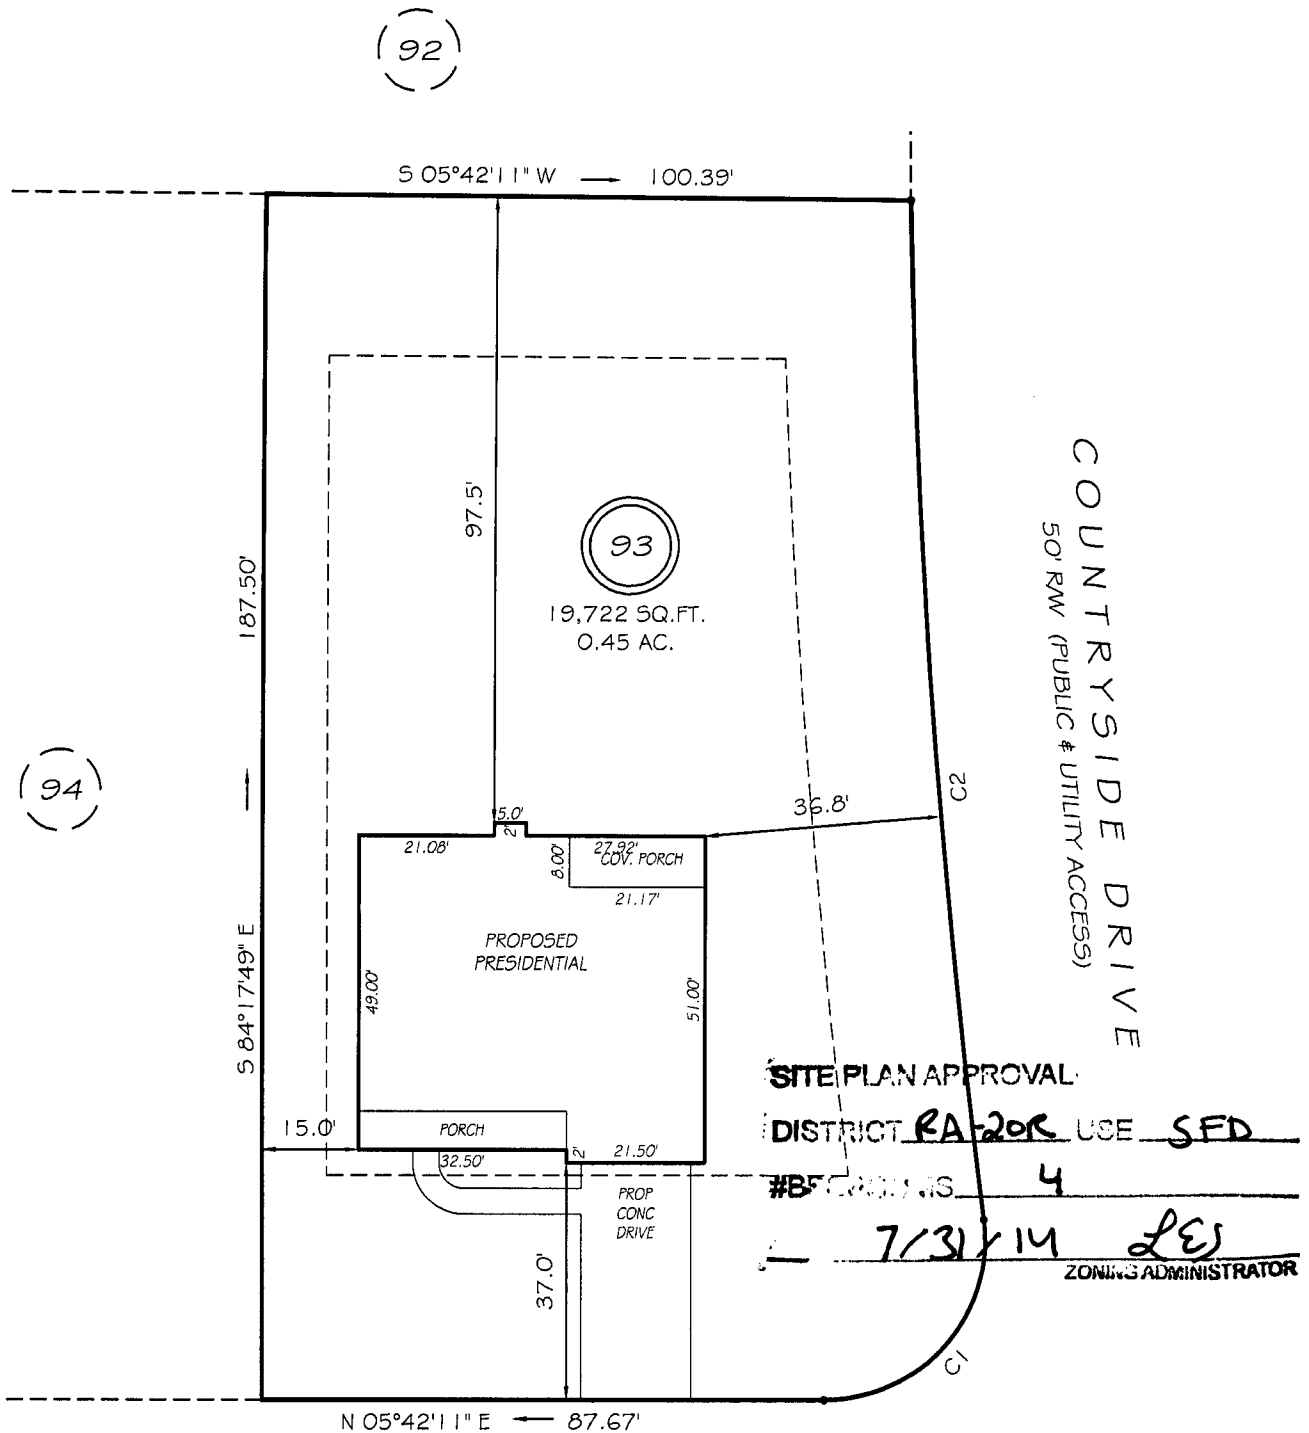 92
S 05°42'11" W 100.39'
97.5'
93
19,722 SQ.FT.
0.45 AC.
187.50'
S 84°17'49" E
94
COUNTRYSIDE DRIVE
50' R/W (PUBLIC & UTILITY ACCESS)
C2
36.8'
5.0'
2'
21.08'
8.00'
27.92'
COV. PORCH
21.17'
PROPOSED
PRESIDENTIAL
49.00'
51.00'
15.0'
PORCH
32.50'
2'
21.50'
PROP
CONC
DRIVE
37.0'
SITE PLAN APPROVAL
DISTRICT RA-20R USE SFD
#BEDROOMS 4
7/31/14 LES
ZONING ADMINISTRATOR
C1
N 05°42'11" E 87.67'